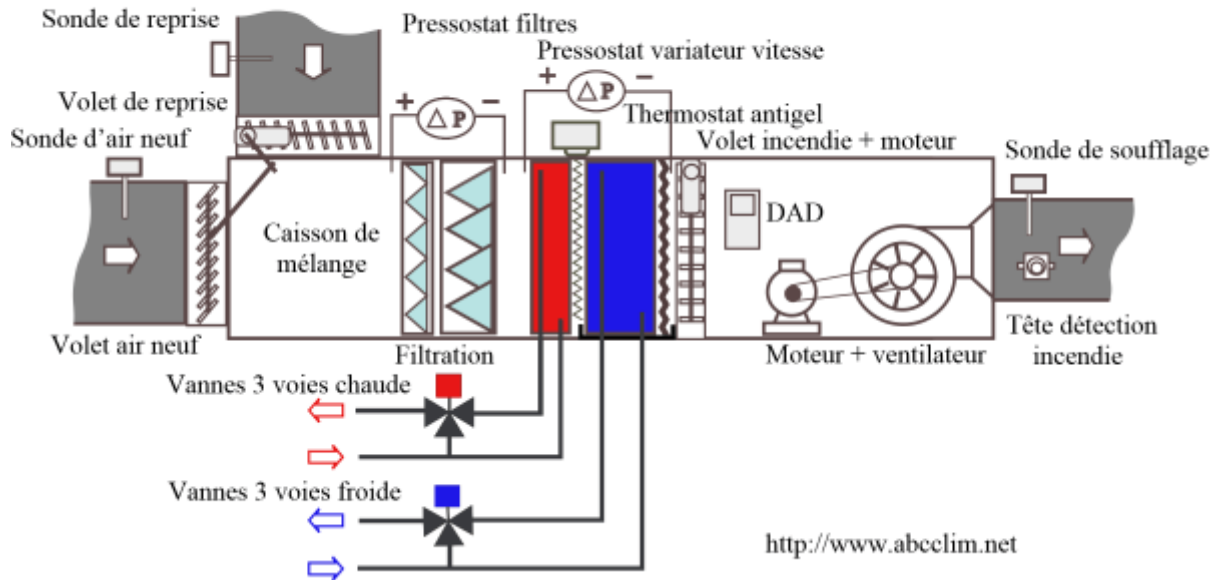 Sonde de reprise
Pressostat filtres
Pressostat variateur vitesse
+
-
Δ P
Volet de reprise
+
-
Δ P
Thermostat antigel
Sonde d'air neuf
Volet incendie + moteur
Sonde de soufflage
DAD
Caisson de
mélange
Volet air neuf
Filtration
Moteur + ventilateur
Tête détection
incendie
Vannes 3 voies chaude
Vannes 3 voies froide
http://www.abcclim.net